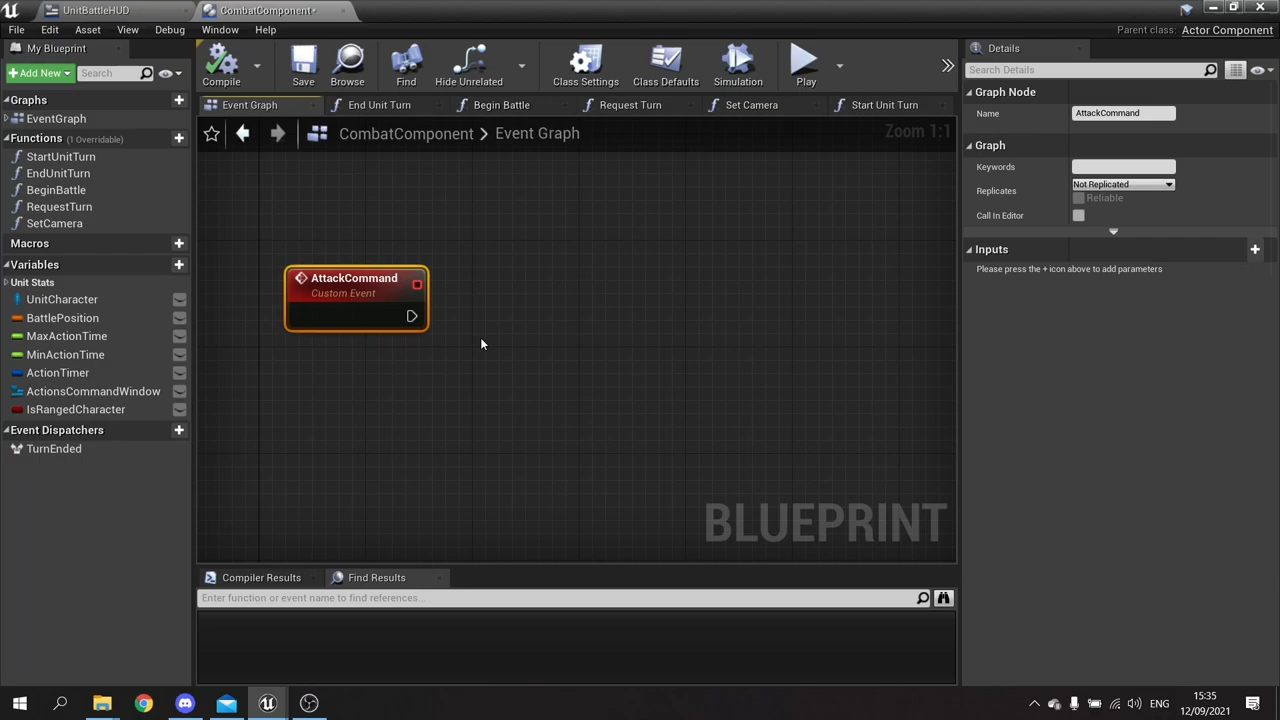 UnitBattleHUD
CombatComponent*
File Edit Asset View Debug Window Help
Parent class: Actor Component
My Blueprint
Add New
Search
Compile
Save
Browse
Find
Hide Unrelated
Class Settings
Class Defaults
Simulation
Play
Details
Search Details
Graphs
EventGraph
Functions (1 Overridable)
StartUnitTurn
EndUnitTurn
BeginBattle
RequestTurn
SetCamera
Macros
Variables
Unit Stats
UnitCharacter
BattlePosition
MaxActionTime
MinActionTime
ActionTimer
ActionsCommandWindow
IsRangedCharacter
Event Dispatchers
TurnEnded
Event Graph
End Unit Turn
Begin Battle
Request Turn
Set Camera
Start Unit Turn
CombatComponent > Event Graph
Zoom 1:1
AttackCommand
Custom Event
BLUEPRINT
Compiler Results
Find Results
Enter function or event name to find references...
Graph Node
Name AttackCommand
Graph
Keywords
Replicates Not Replicated
Reliable
Call In Editor
Inputs
Please press the + icon above to add parameters
ENG
15:35
12/09/2021